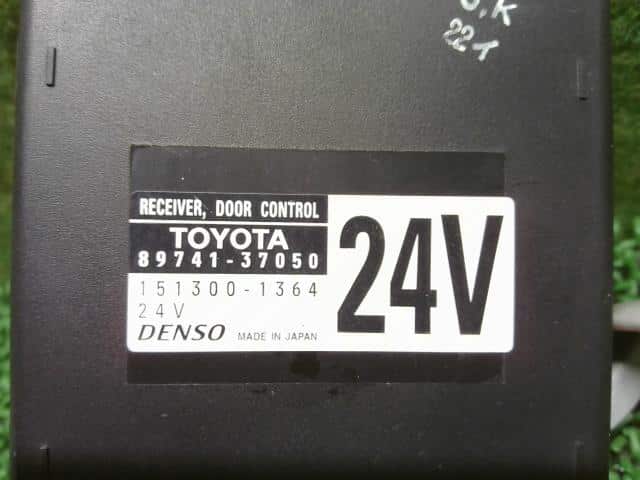 .K
RECEIVER, DOOR CONTROL
TOYOTA
89741-37050
151300-1364
24V
DENSO MADE IN JAPAN
24V